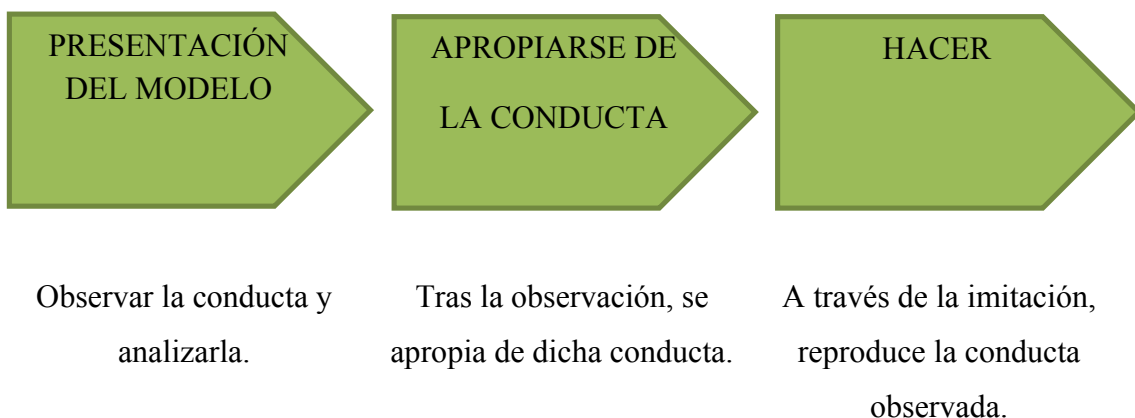 PRESENTACIÓN
DEL MODELO
APROPIARSE DE
LA CONDUCTA
HACER
Observar la conducta y
analizarla.
Tras la observación, se
apropia de dicha conducta.
A través de la imitación,
reproduce la conducta
observada.